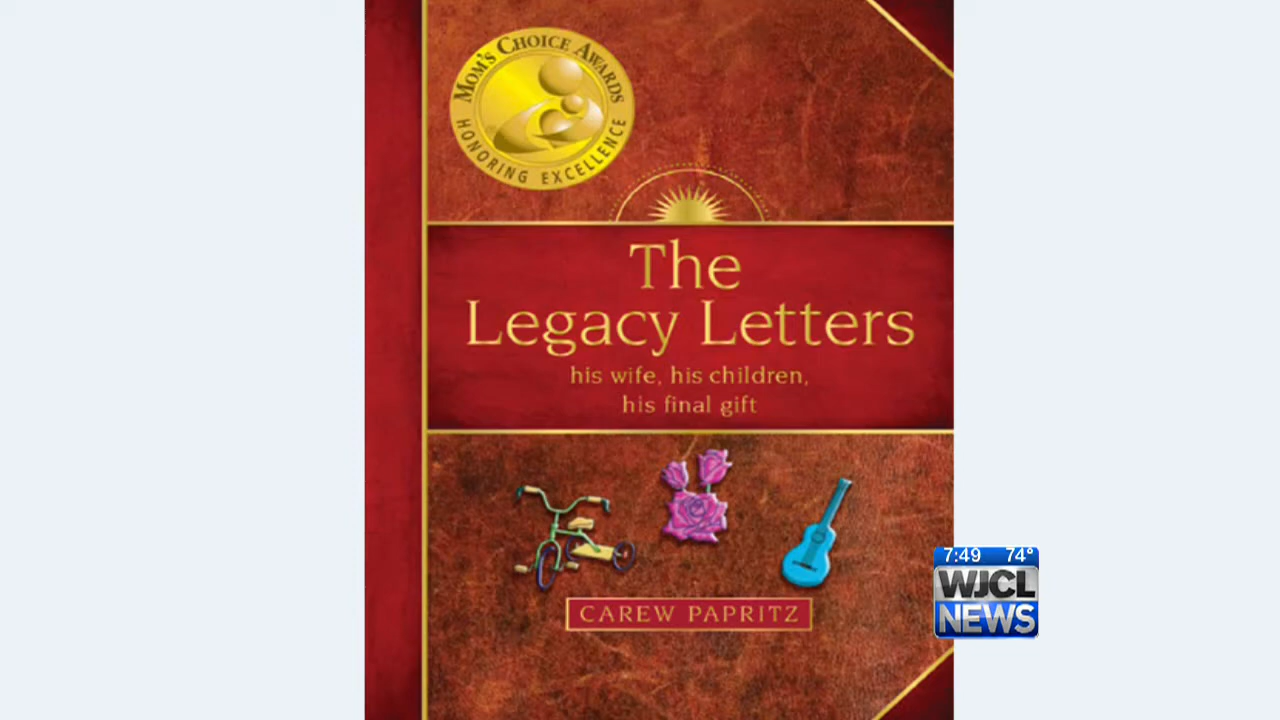 MOM'S CHOICE AWARDS
HONORING EXCELLENCE
The
Legacy Letters
his wife, his children,
his final gift
CAREW PAPRITZ
7:49 74°
WJCL
NEWS